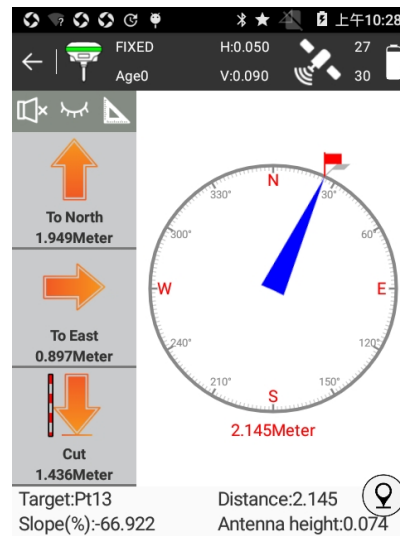 上午10:28
FIXED H:0.050 27
Age0 V:0.090 30
To North
1.949Meter
To East
0.897Meter
Cut
1.436Meter
N
330° 30°
300° 60°
W E
240° 120°
210° 150°
S
2.145Meter
Target:Pt13 Distance:2.145
Slope(%):-66.922 Antenna height:0.074